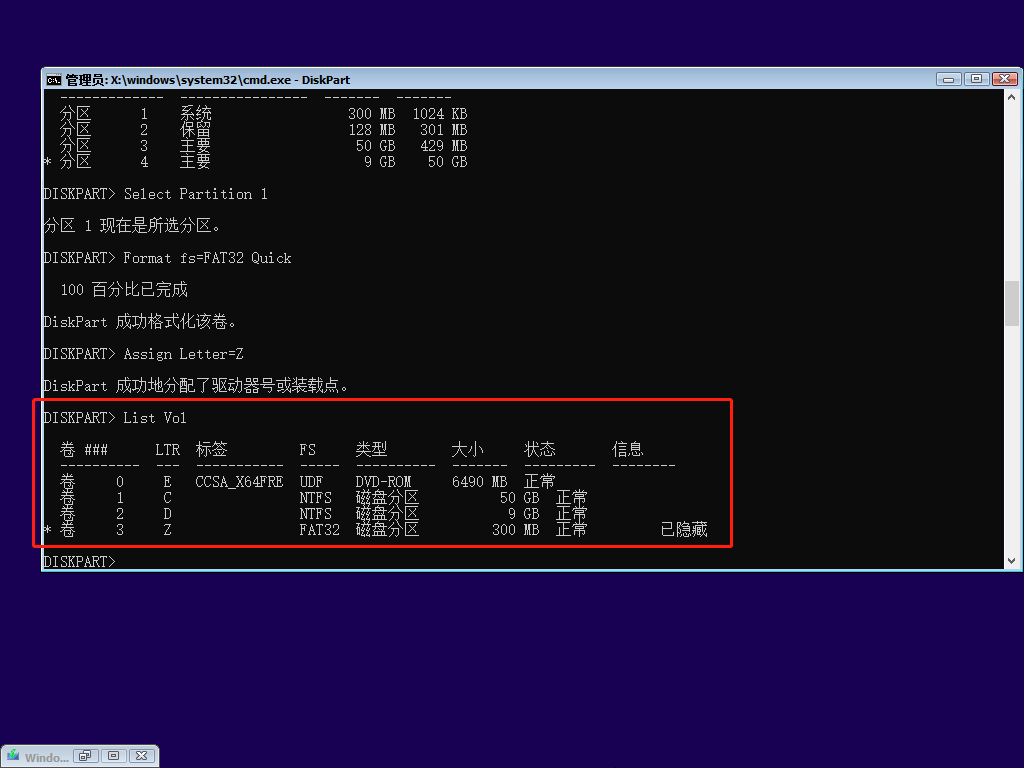 管理员: X:\windows\system32\cmd.exe - DiskPart
------------- ---------------- ------- -------
分区 1 系统 300 MB 1024 KB
分区 2 保留 128 MB 301 MB
分区 3 主要 50 GB 429 MB
* 分区 4 主要 9 GB 50 GB
DISKPART> Select Partition 1
分区 1 现在是所选分区。
DISKPART> Format fs=FAT32 Quick
100 百分比已完成
DiskPart 成功格式化该卷。
DISKPART> Assign Letter=Z
DiskPart 成功地分配了驱动器号或装载点。
DISKPART> List Vol
卷 ### LTR 标签 FS 类型 大小 状态 信息
---------- --- ----------- ----- ---------- ------- --------- --------
卷 0 E CCSA_X64FRE UDF DVD-ROM 6490 MB 正常
卷 1 C NTFS 磁盘分区 50 GB 正常
卷 2 D NTFS 磁盘分区 9 GB 正常
* 卷 3 Z FAT32 磁盘分区 300 MB 正常 已隐藏
DISKPART>
Windo...